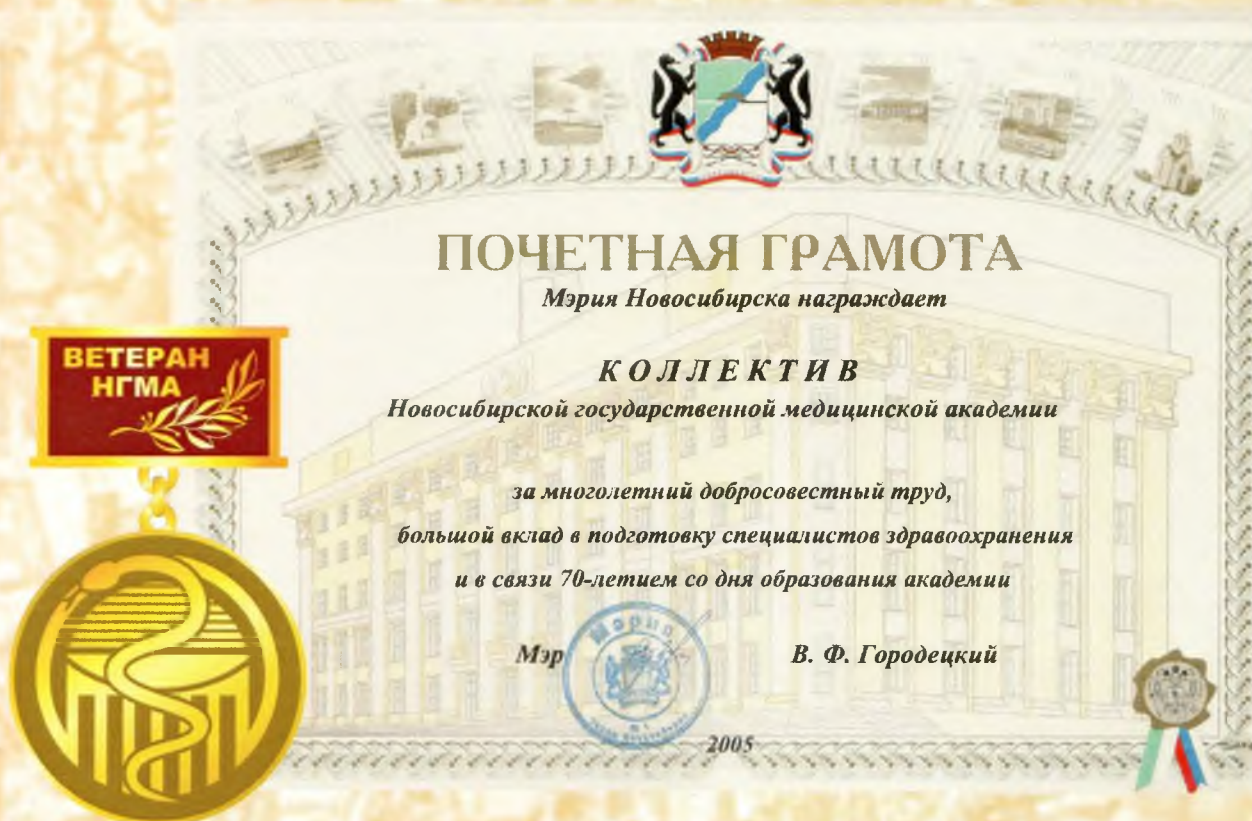 ПОЧЕТНАЯ ГРАМОТА
Мэрия Новосибирска награждает
КОЛЛЕКТИВ
Новосибирской государственной медицинской академии
ВЕТЕРАН
НГМА
за многолетний добросовестный труд,
большой вклад в подготовку специалистов здравоохранения
и в связи 70-летием со дня образования академии
Мэр
Мэрия
В. Ф. Городецкий
2005